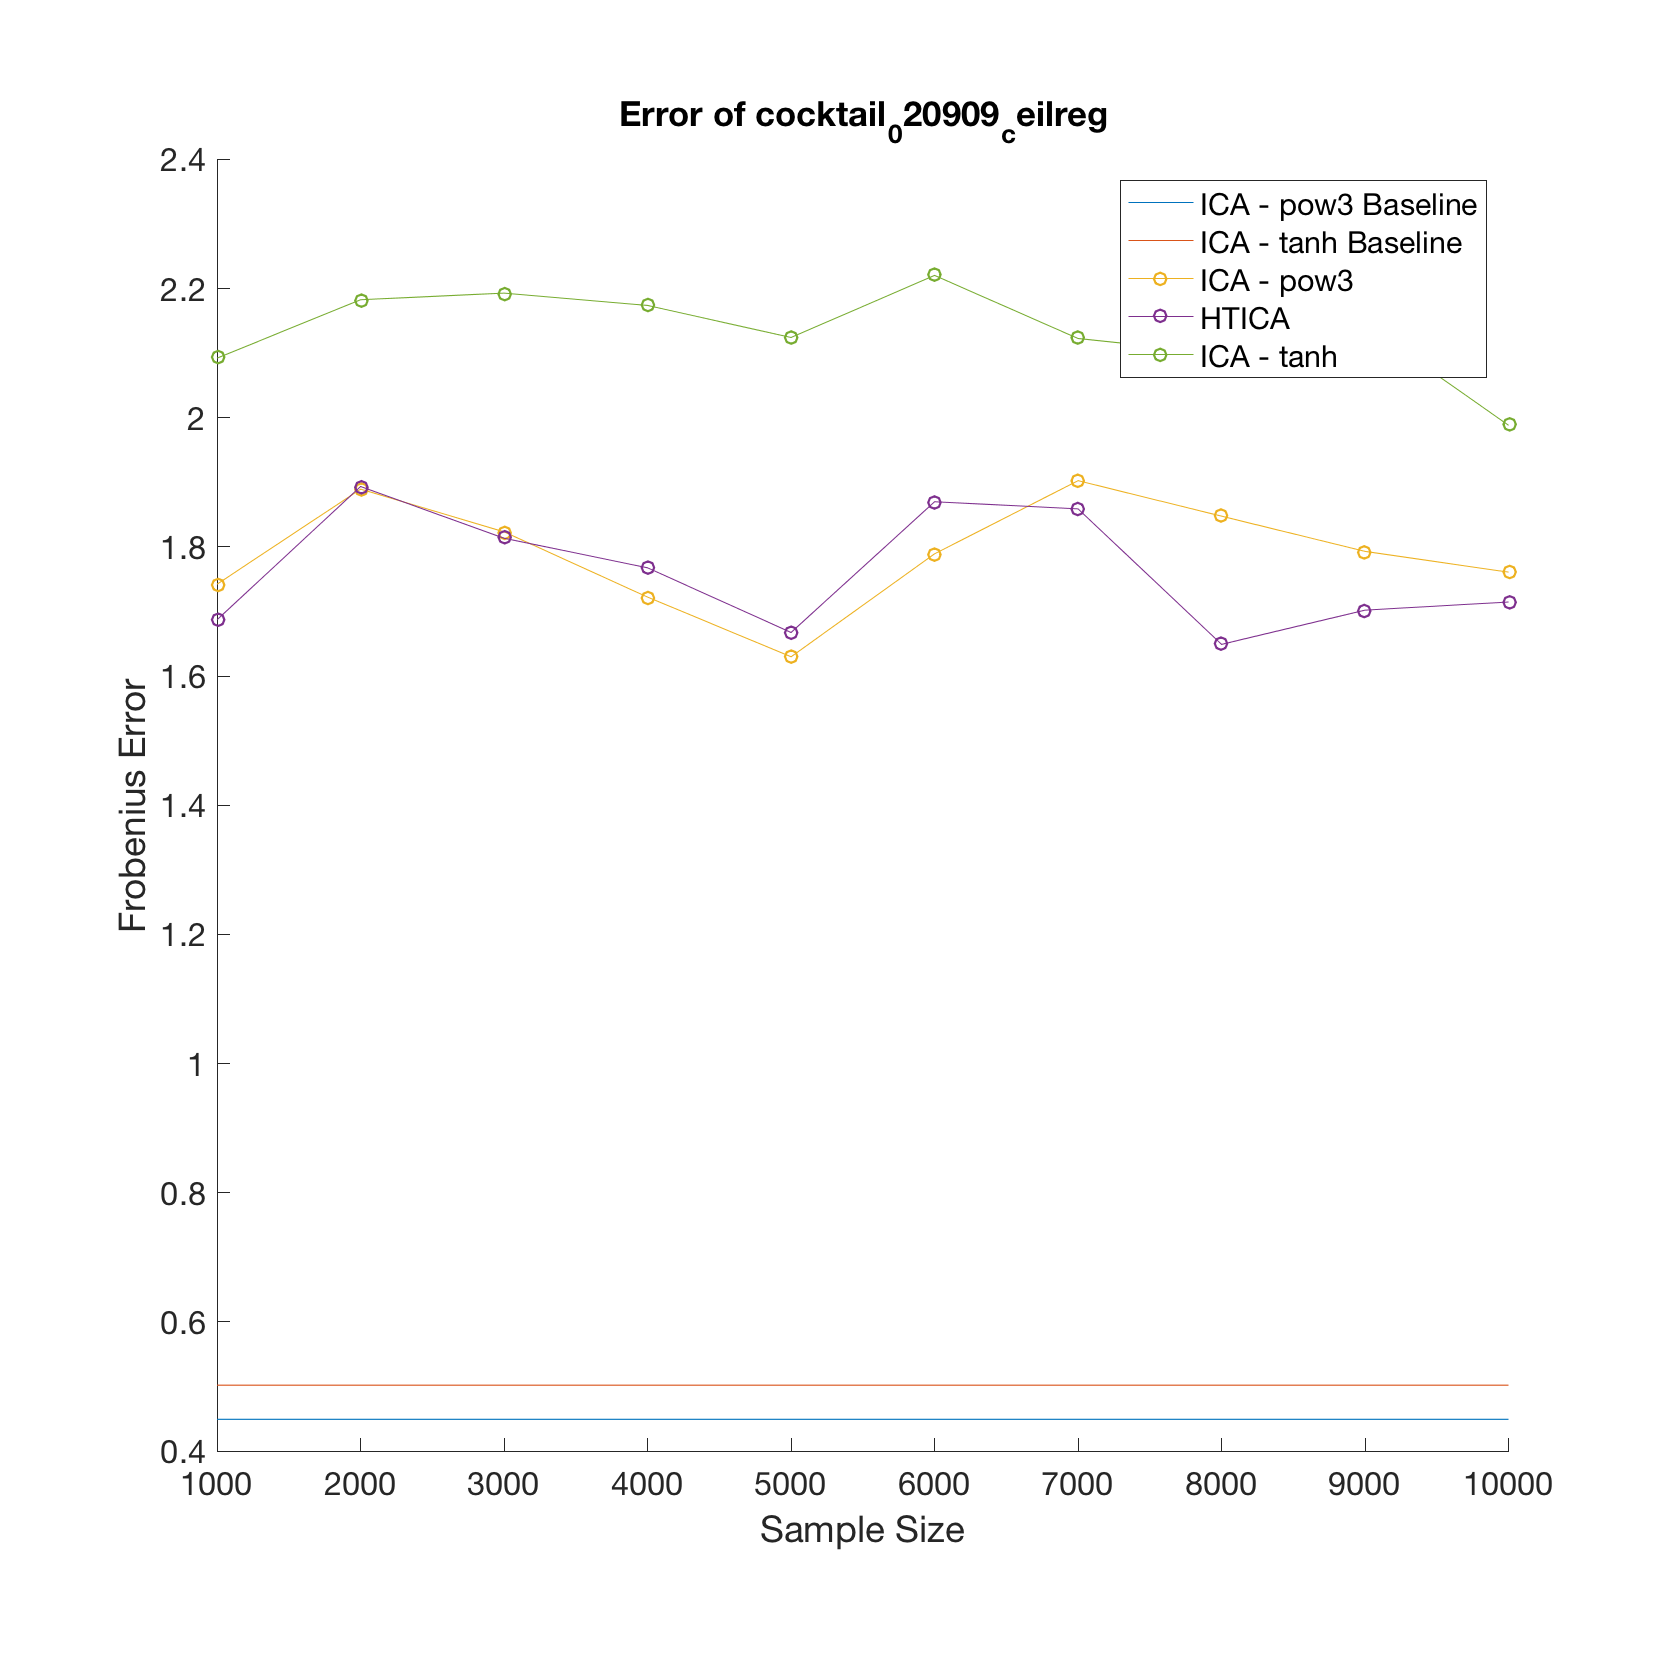 Error of cocktail_020909_ceilreg
2.4
2.2
2
1.8
1.6
1.4
1.2
1
0.8
0.6
0.4
Frobenius Error
ICA - pow3 Baseline
ICA - tanh Baseline
ICA - pow3
HTICA
ICA - tanh
1000 2000 3000 4000 5000 6000 7000 8000 9000 10000
Sample Size